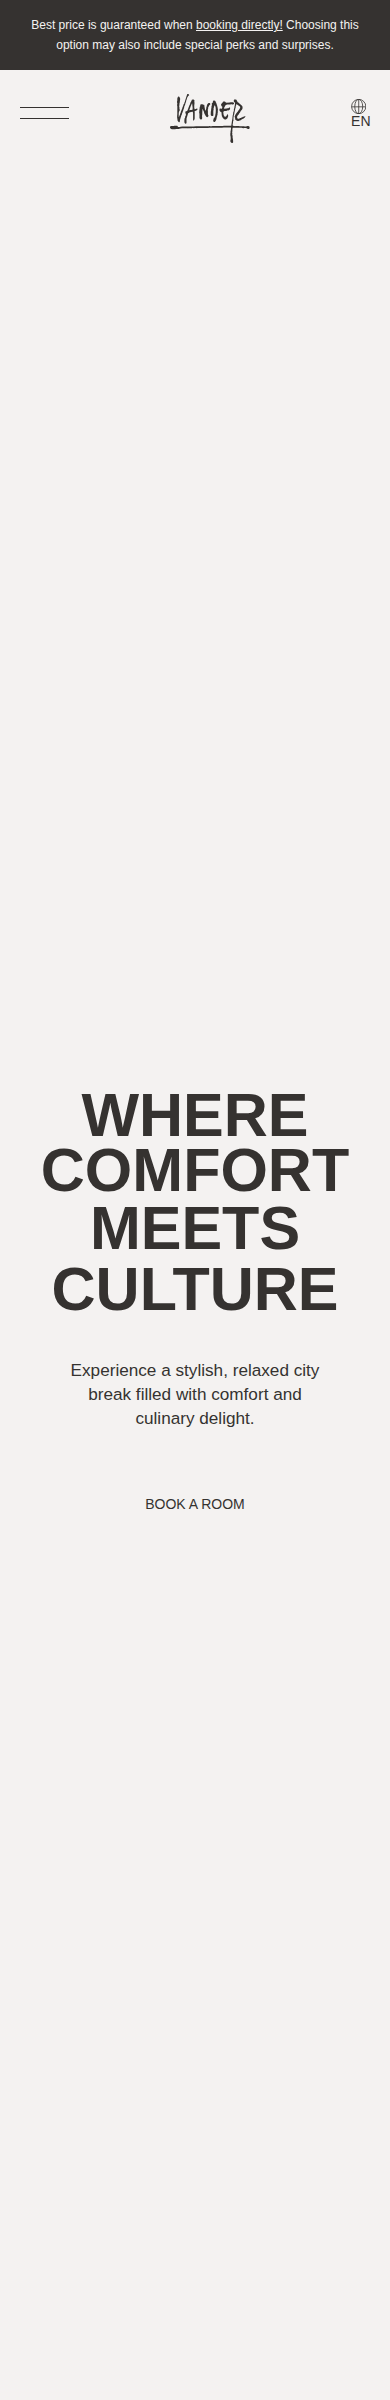 Best price is guaranteed when booking directly! Choosing this
option may also include special perks and surprises.
VANDER
EN
WHERE
COMFORT
MEETS
CULTURE
Experience a stylish, relaxed city
break filled with comfort and
culinary delight.
BOOK A ROOM